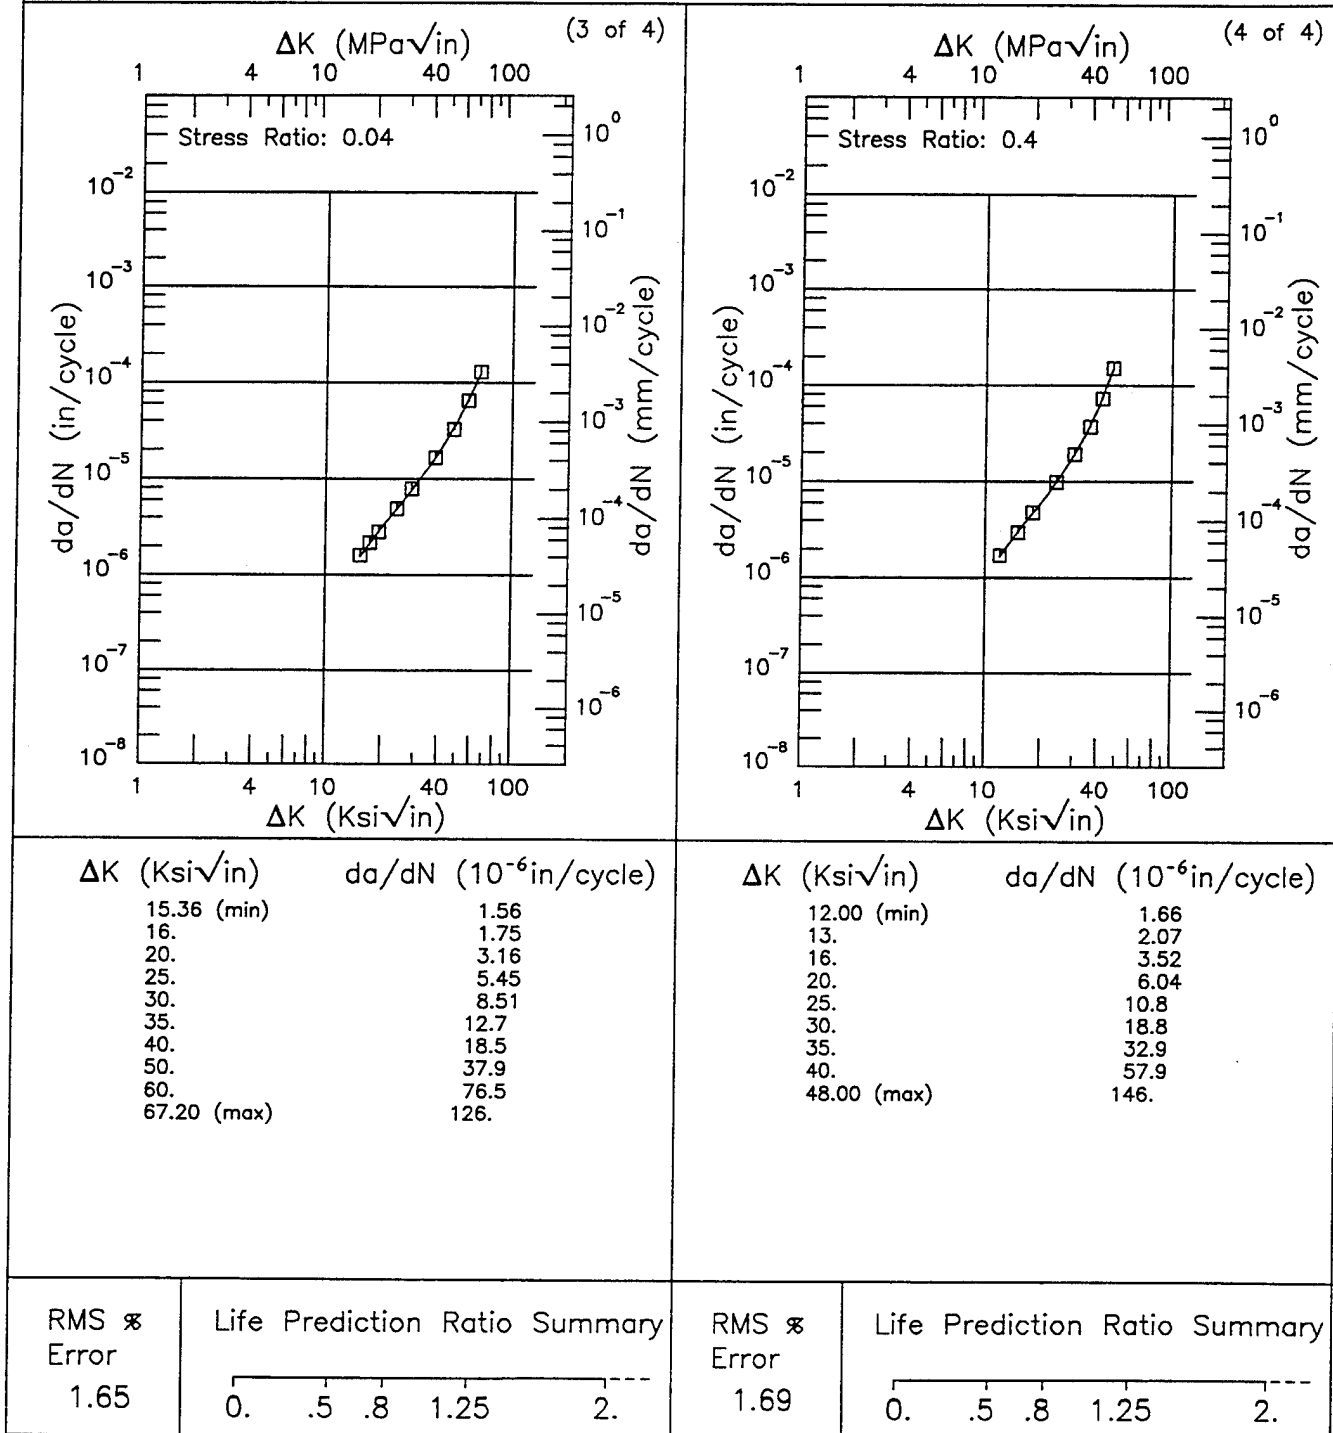 (3 of 4)
ΔK (MPa√in)
1 4 10 40 100
Stress Ratio: 0.04
10⁻²
10⁻³
10⁻⁴
10⁻⁵
10⁻⁶
10⁻⁷
10⁻⁸
da/dN (in/cycle)
10⁰
10⁻¹
10⁻²
10⁻³
10⁻⁴
10⁻⁵
10⁻⁶
da/dN (mm/cycle)
1 4 10 40 100
ΔK (Ksi√in)
ΔK (Ksi√in) da/dN (10⁻⁶in/cycle)
15.36 (min) 1.56
16. 1.75
20. 3.16
25. 5.45
30. 8.51
35. 12.7
40. 18.5
50. 37.9
60. 76.5
67.20 (max) 126.
RMS %
Error
1.65
Life Prediction Ratio Summary
0. .5 .8 1.25 2.
(4 of 4)
ΔK (MPa√in)
1 4 10 40 100
Stress Ratio: 0.4
10⁻²
10⁻³
10⁻⁴
10⁻⁵
10⁻⁶
10⁻⁷
10⁻⁸
da/dN (in/cycle)
10⁰
10⁻¹
10⁻²
10⁻³
10⁻⁴
10⁻⁵
10⁻⁶
da/dN (mm/cycle)
1 4 10 40 100
ΔK (Ksi√in)
ΔK (Ksi√in) da/dN (10⁻⁶in/cycle)
12.00 (min) 1.66
13. 2.07
16. 3.52
20. 6.04
25. 10.8
30. 18.8
35. 32.9
40. 57.9
48.00 (max) 146.
RMS %
Error
1.69
Life Prediction Ratio Summary
0. .5 .8 1.25 2.